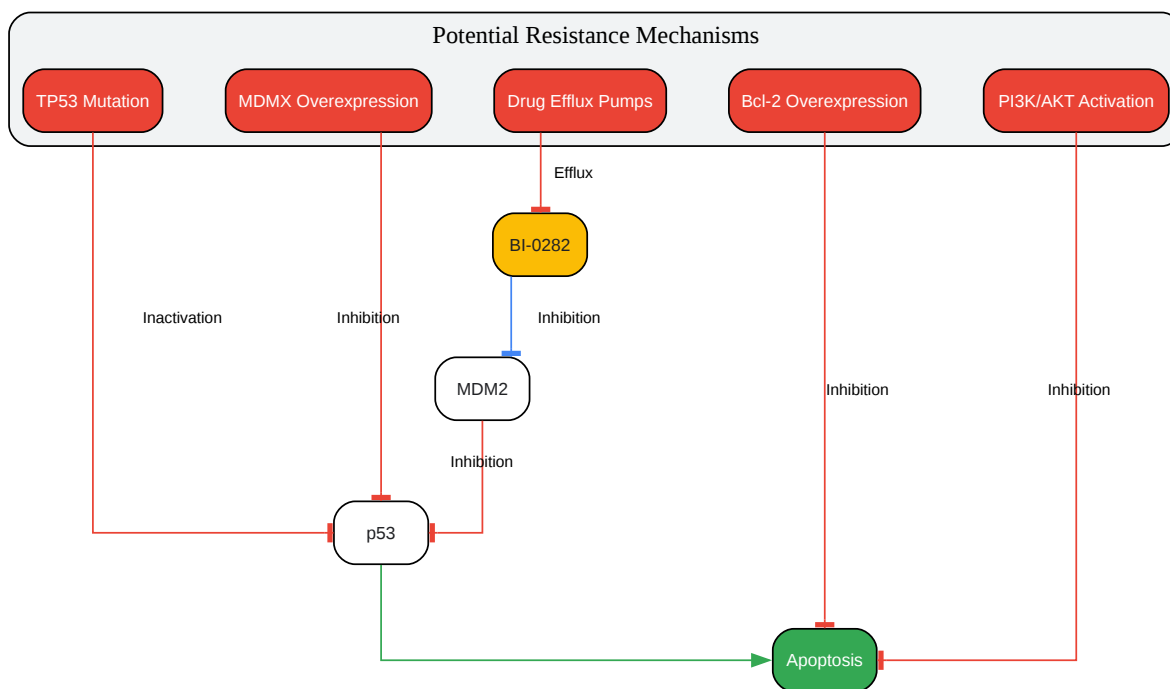 Potential Resistance Mechanisms
TP53 Mutation
MDMX Overexpression
Drug Efflux Pumps
Bcl-2 Overexpression
PI3K/AKT Activation
Efflux
BI-0282
Inactivation
Inhibition
Inhibition
MDM2
Inhibition
Inhibition
Inhibition
p53
Apoptosis